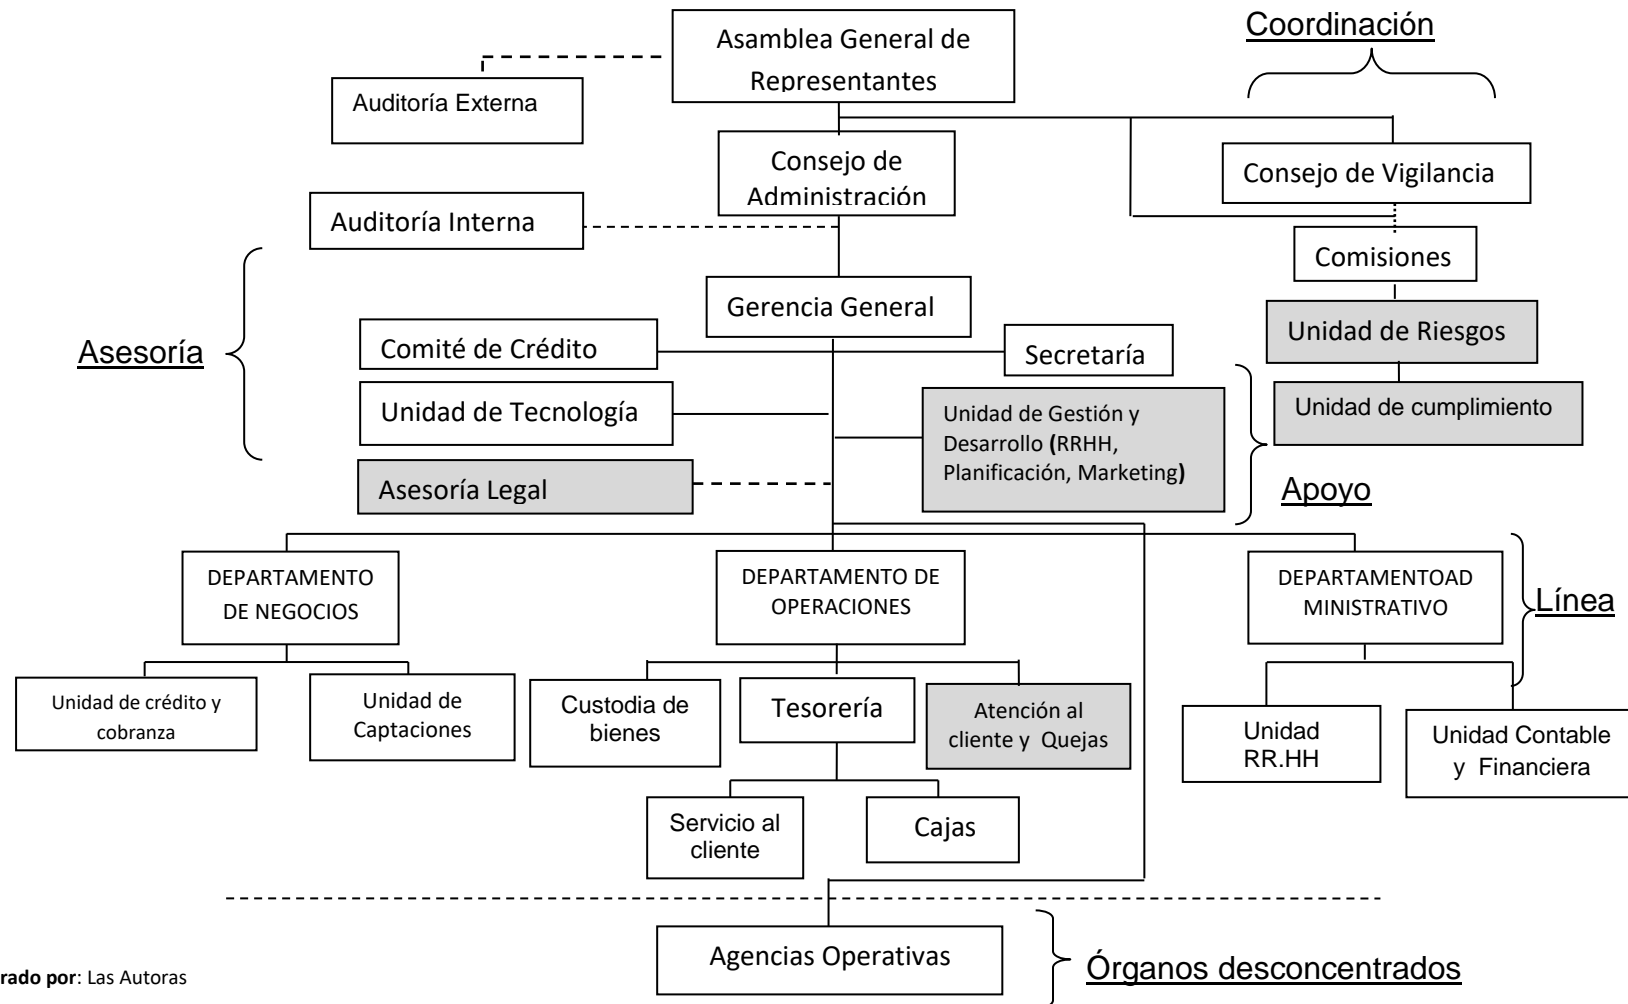 Asamblea General de
Representantes
Coordinación
Auditoría Externa
Consejo de
Administración
Consejo de Vigilancia
Auditoría Interna
Comisiones
Gerencia General
Unidad de Riesgos
Asesoría
Comité de Crédito
Secretaría
Unidad de Tecnología
Unidad de Gestión y
Desarrollo (RRHH,
Planificación, Marketing)
Unidad de cumplimiento
Asesoría Legal
Apoyo
DEPARTAMENTO
DE NEGOCIOS
DEPARTAMENTO DE
OPERACIONES
DEPARTAMENTOAD
MINISTRATIVO
Línea
Unidad de crédito y
cobranza
Unidad de
Captaciones
Custodia de
bienes
Tesorería
Atención al
cliente y Quejas
Unidad
RR.HH
Unidad Contable
y Financiera
Servicio al
cliente
Cajas
Agencias Operativas
Órganos desconcentrados
rado por: Las Autoras